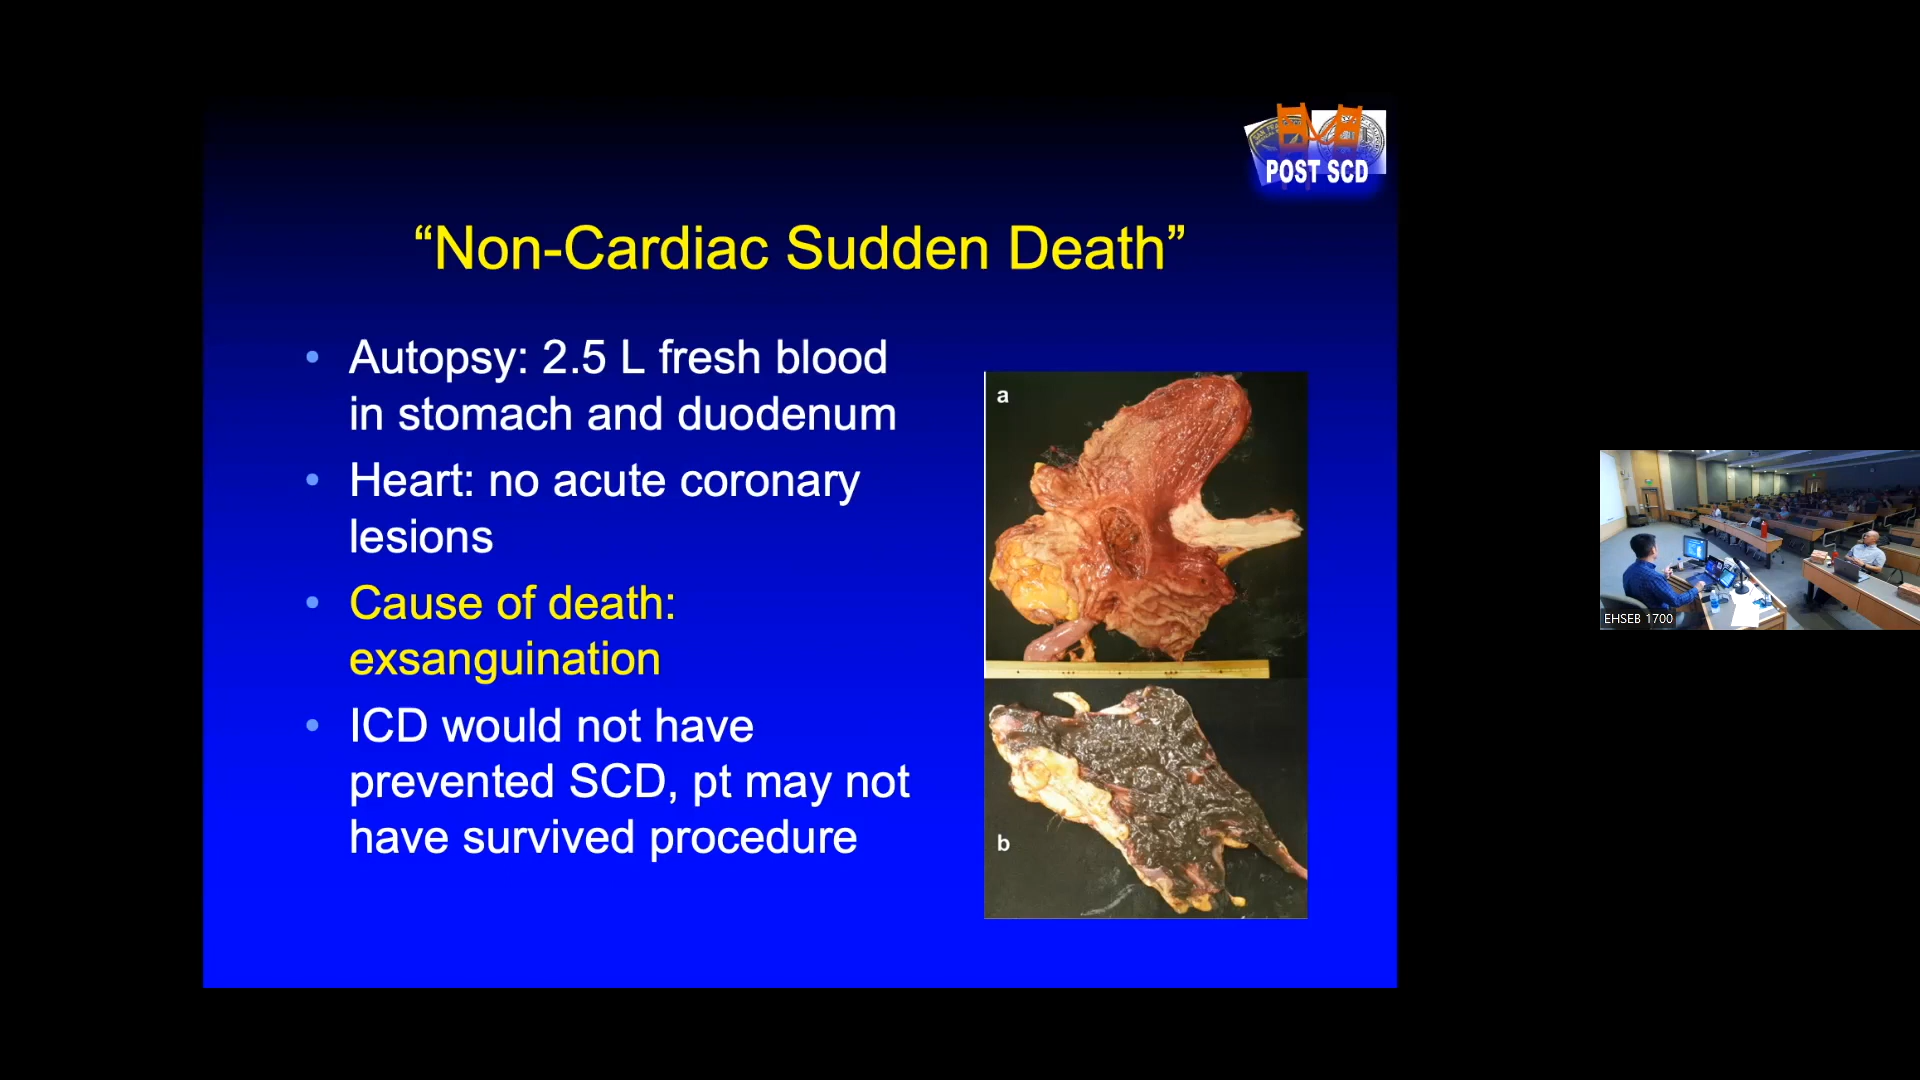 POST SCD
“Non-Cardiac Sudden Death”
• Autopsy: 2.5 L fresh blood
in stomach and duodenum
• Heart: no acute coronary
lesions
• Cause of death:
exsanguination
• ICD would not have
prevented SCD, pt may not
have survived procedure
a
b
EHSEB 1700